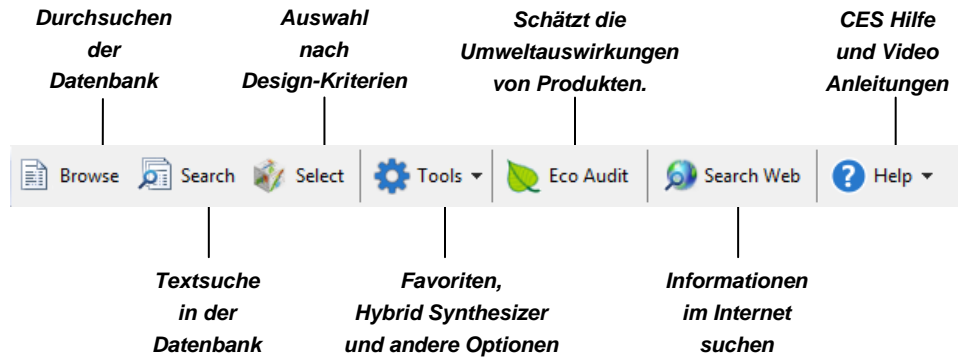 Durchsuchen
der
Datenbank
Auswahl
nach
Design-Kriterien
Schätzt die
Umweltauswirkungen
von Produkten.
CES Hilfe
und Video
Anleitungen
Browse Search Select Tools Eco Audit Search Web Help
Textsuche
in der
Datenbank
Favoriten,
Hybrid Synthesizer
und andere Optionen
Informationen
im Internet
suchen